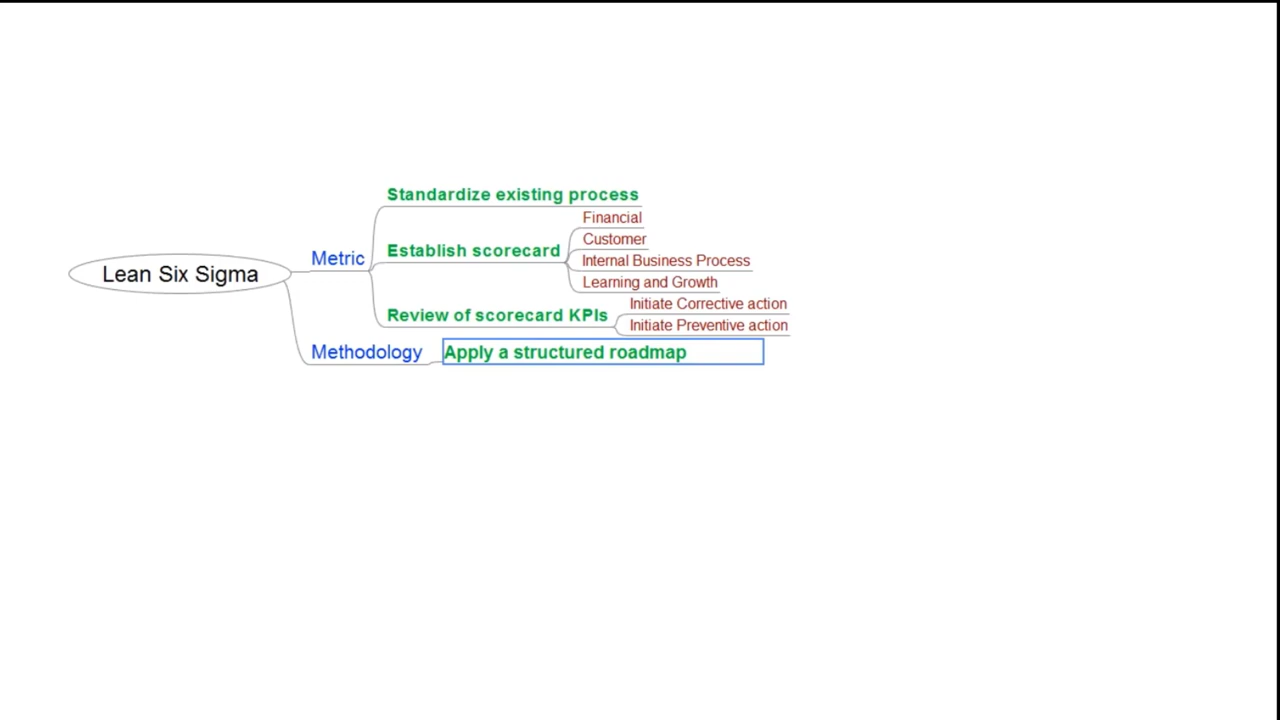 Lean Six Sigma
Metric
Standardize existing process
Establish scorecard
Financial
Customer
Internal Business Process
Learning and Growth
Review of scorecard KPIs
Initiate Corrective action
Initiate Preventive action
Methodology
Apply a structured roadmap